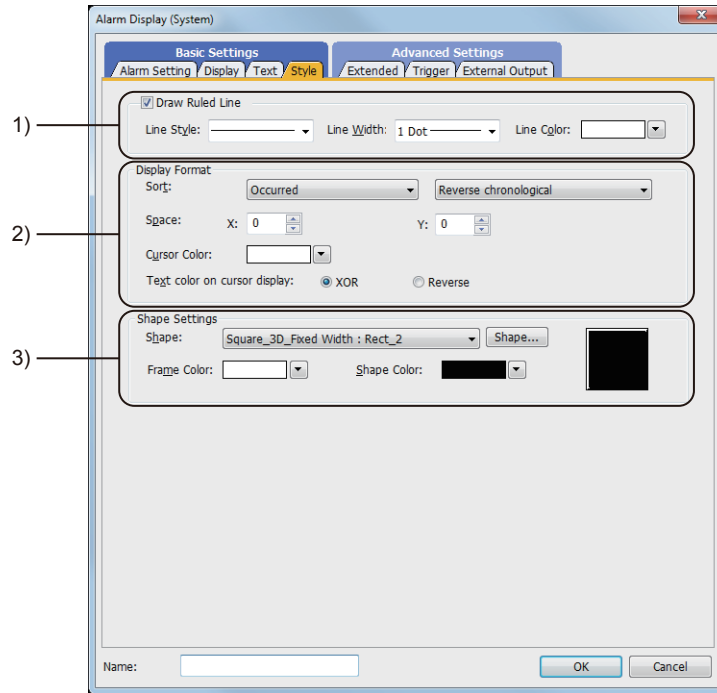 Alarm Display (System)
Basic Settings Advanced Settings
Alarm Setting Display Text Style Extended Trigger External Output
1)
Draw Ruled Line
Line Style: Line Width: 1 Dot Line Color:
2)
Display Format
Sort: Occurred Reverse chronological
Space: X: 0 Y: 0
Cursor Color:
Text color on cursor display: XOR Reverse
3)
Shape Settings
Shape: Square_3D_Fixed Width : Rect_2 Shape...
Frame Color: Shape Color:
Name: OK Cancel